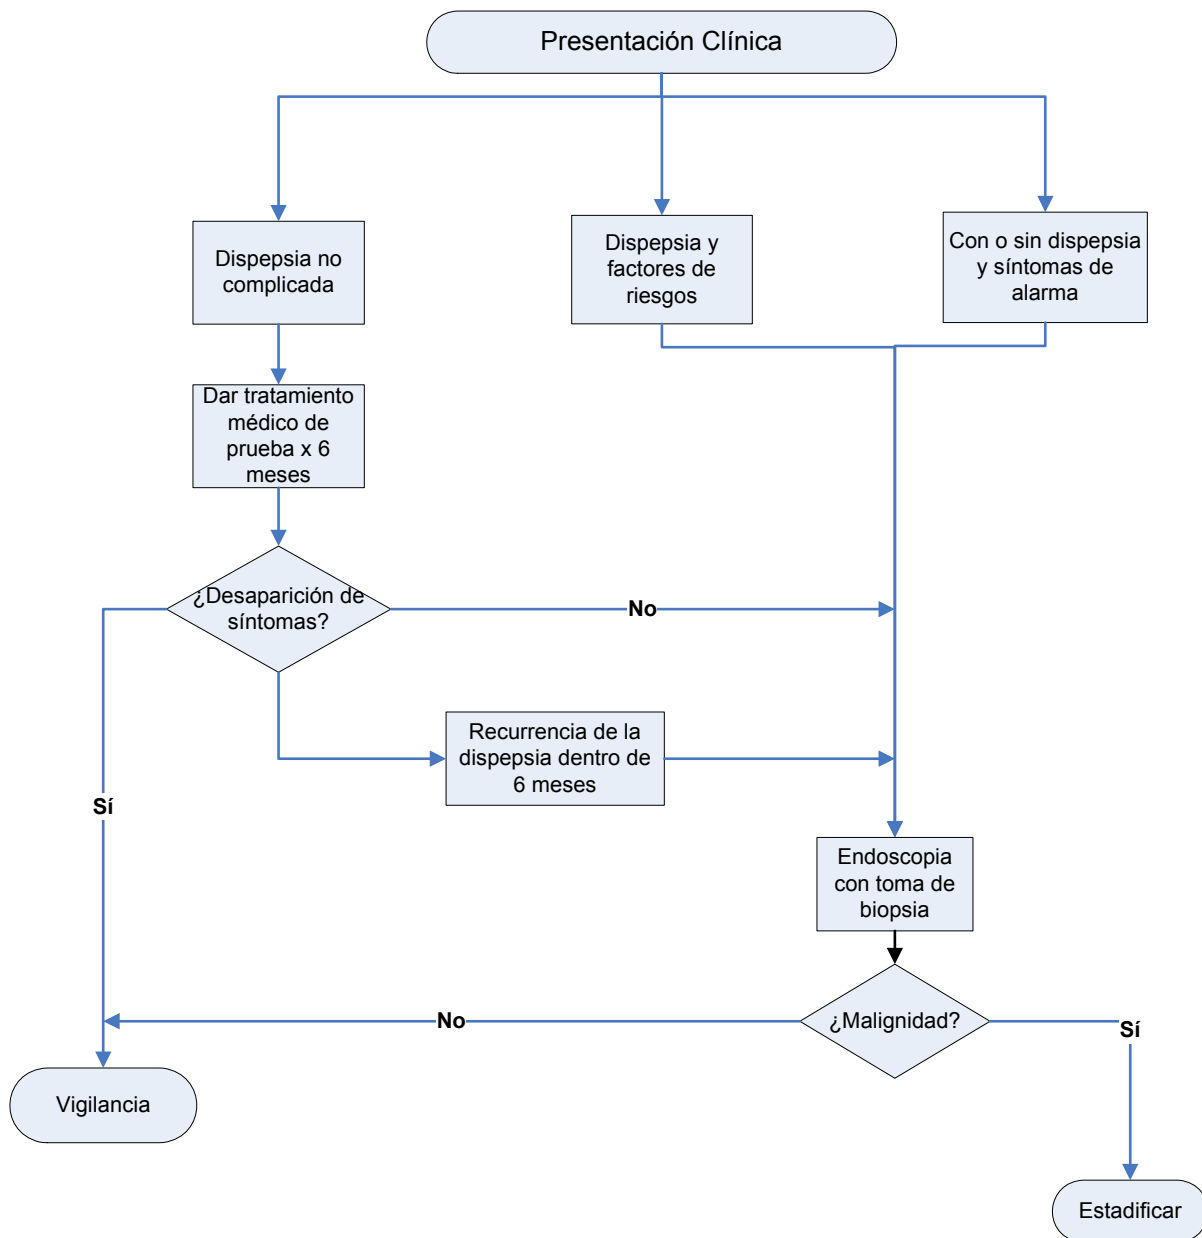 Presentación Clínica
Dispepsia no
complicada
Dispepsia y
factores de
riesgos
Con o sin dispepsia
y síntomas de
alarma
Dar tratamiento
médico de
prueba x 6
meses
¿Desaparición de
síntomas?
No
Recurrencia de la
dispepsia dentro de
6 meses
Sí
Endoscopia
con toma de
biopsia
¿Malignidad?
No
Sí
Vigilancia
Estadificar